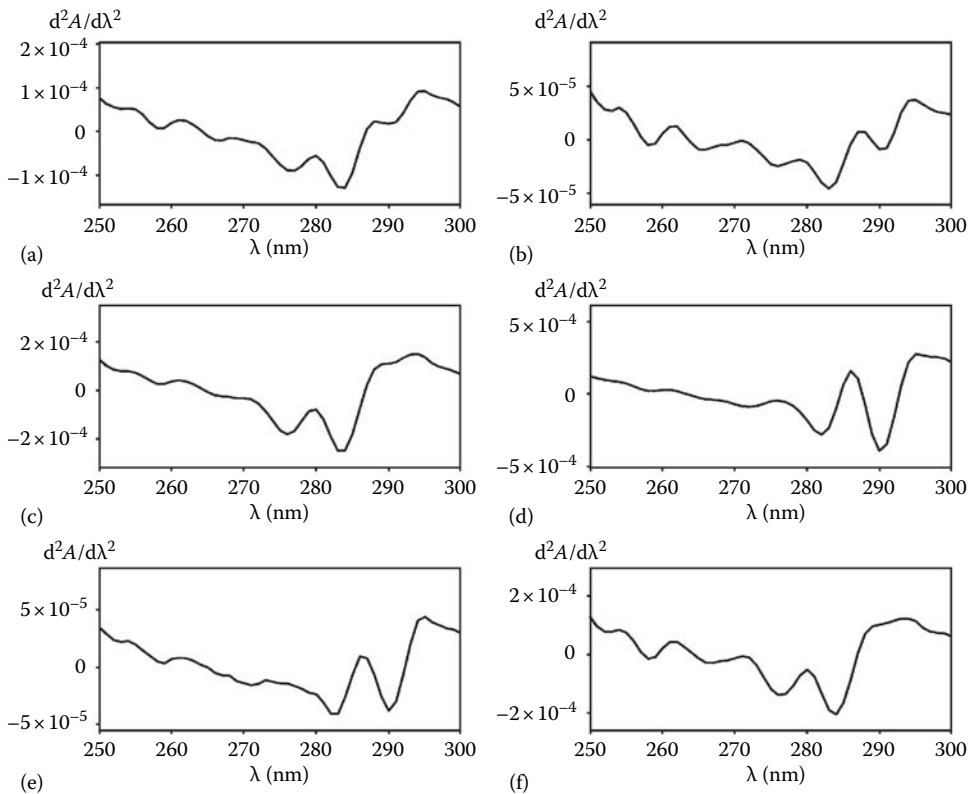 d²A/dλ²
2 × 10⁻⁴
1 × 10⁻⁴
0
−1 × 10⁻⁴
250 260 270 280 290 300
λ (nm)
(a)
d²A/dλ²
5 × 10⁻⁵
0
−5 × 10⁻⁵
250 260 270 280 290 300
λ (nm)
(b)
d²A/dλ²
2 × 10⁻⁴
0
−2 × 10⁻⁴
250 260 270 280 290 300
λ (nm)
(c)
d²A/dλ²
5 × 10⁻⁴
0
−5 × 10⁻⁴
250 260 270 280 290 300
λ (nm)
(d)
d²A/dλ²
5 × 10⁻⁵
0
−5 × 10⁻⁵
250 260 270 280 290 300
λ (nm)
(e)
d²A/dλ²
2 × 10⁻⁴
0
−2 × 10⁻⁴
250 260 270 280 290 300
λ (nm)
(f)